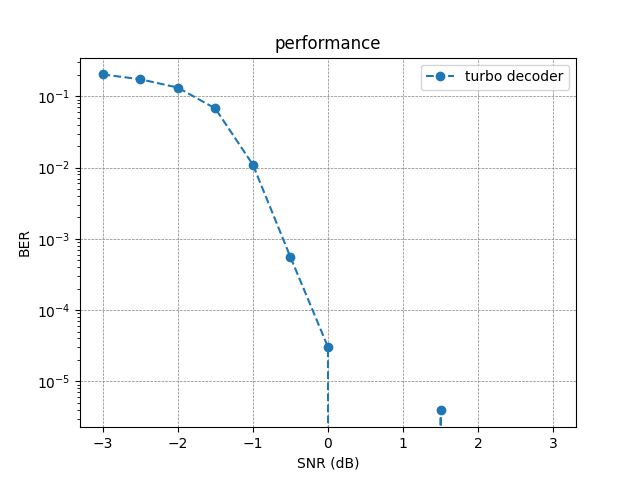 performance
turbo decoder
BER
10⁻¹
10⁻²
10⁻³
10⁻⁴
10⁻⁵
−3 −2 −1 0 1 2 3
SNR (dB)